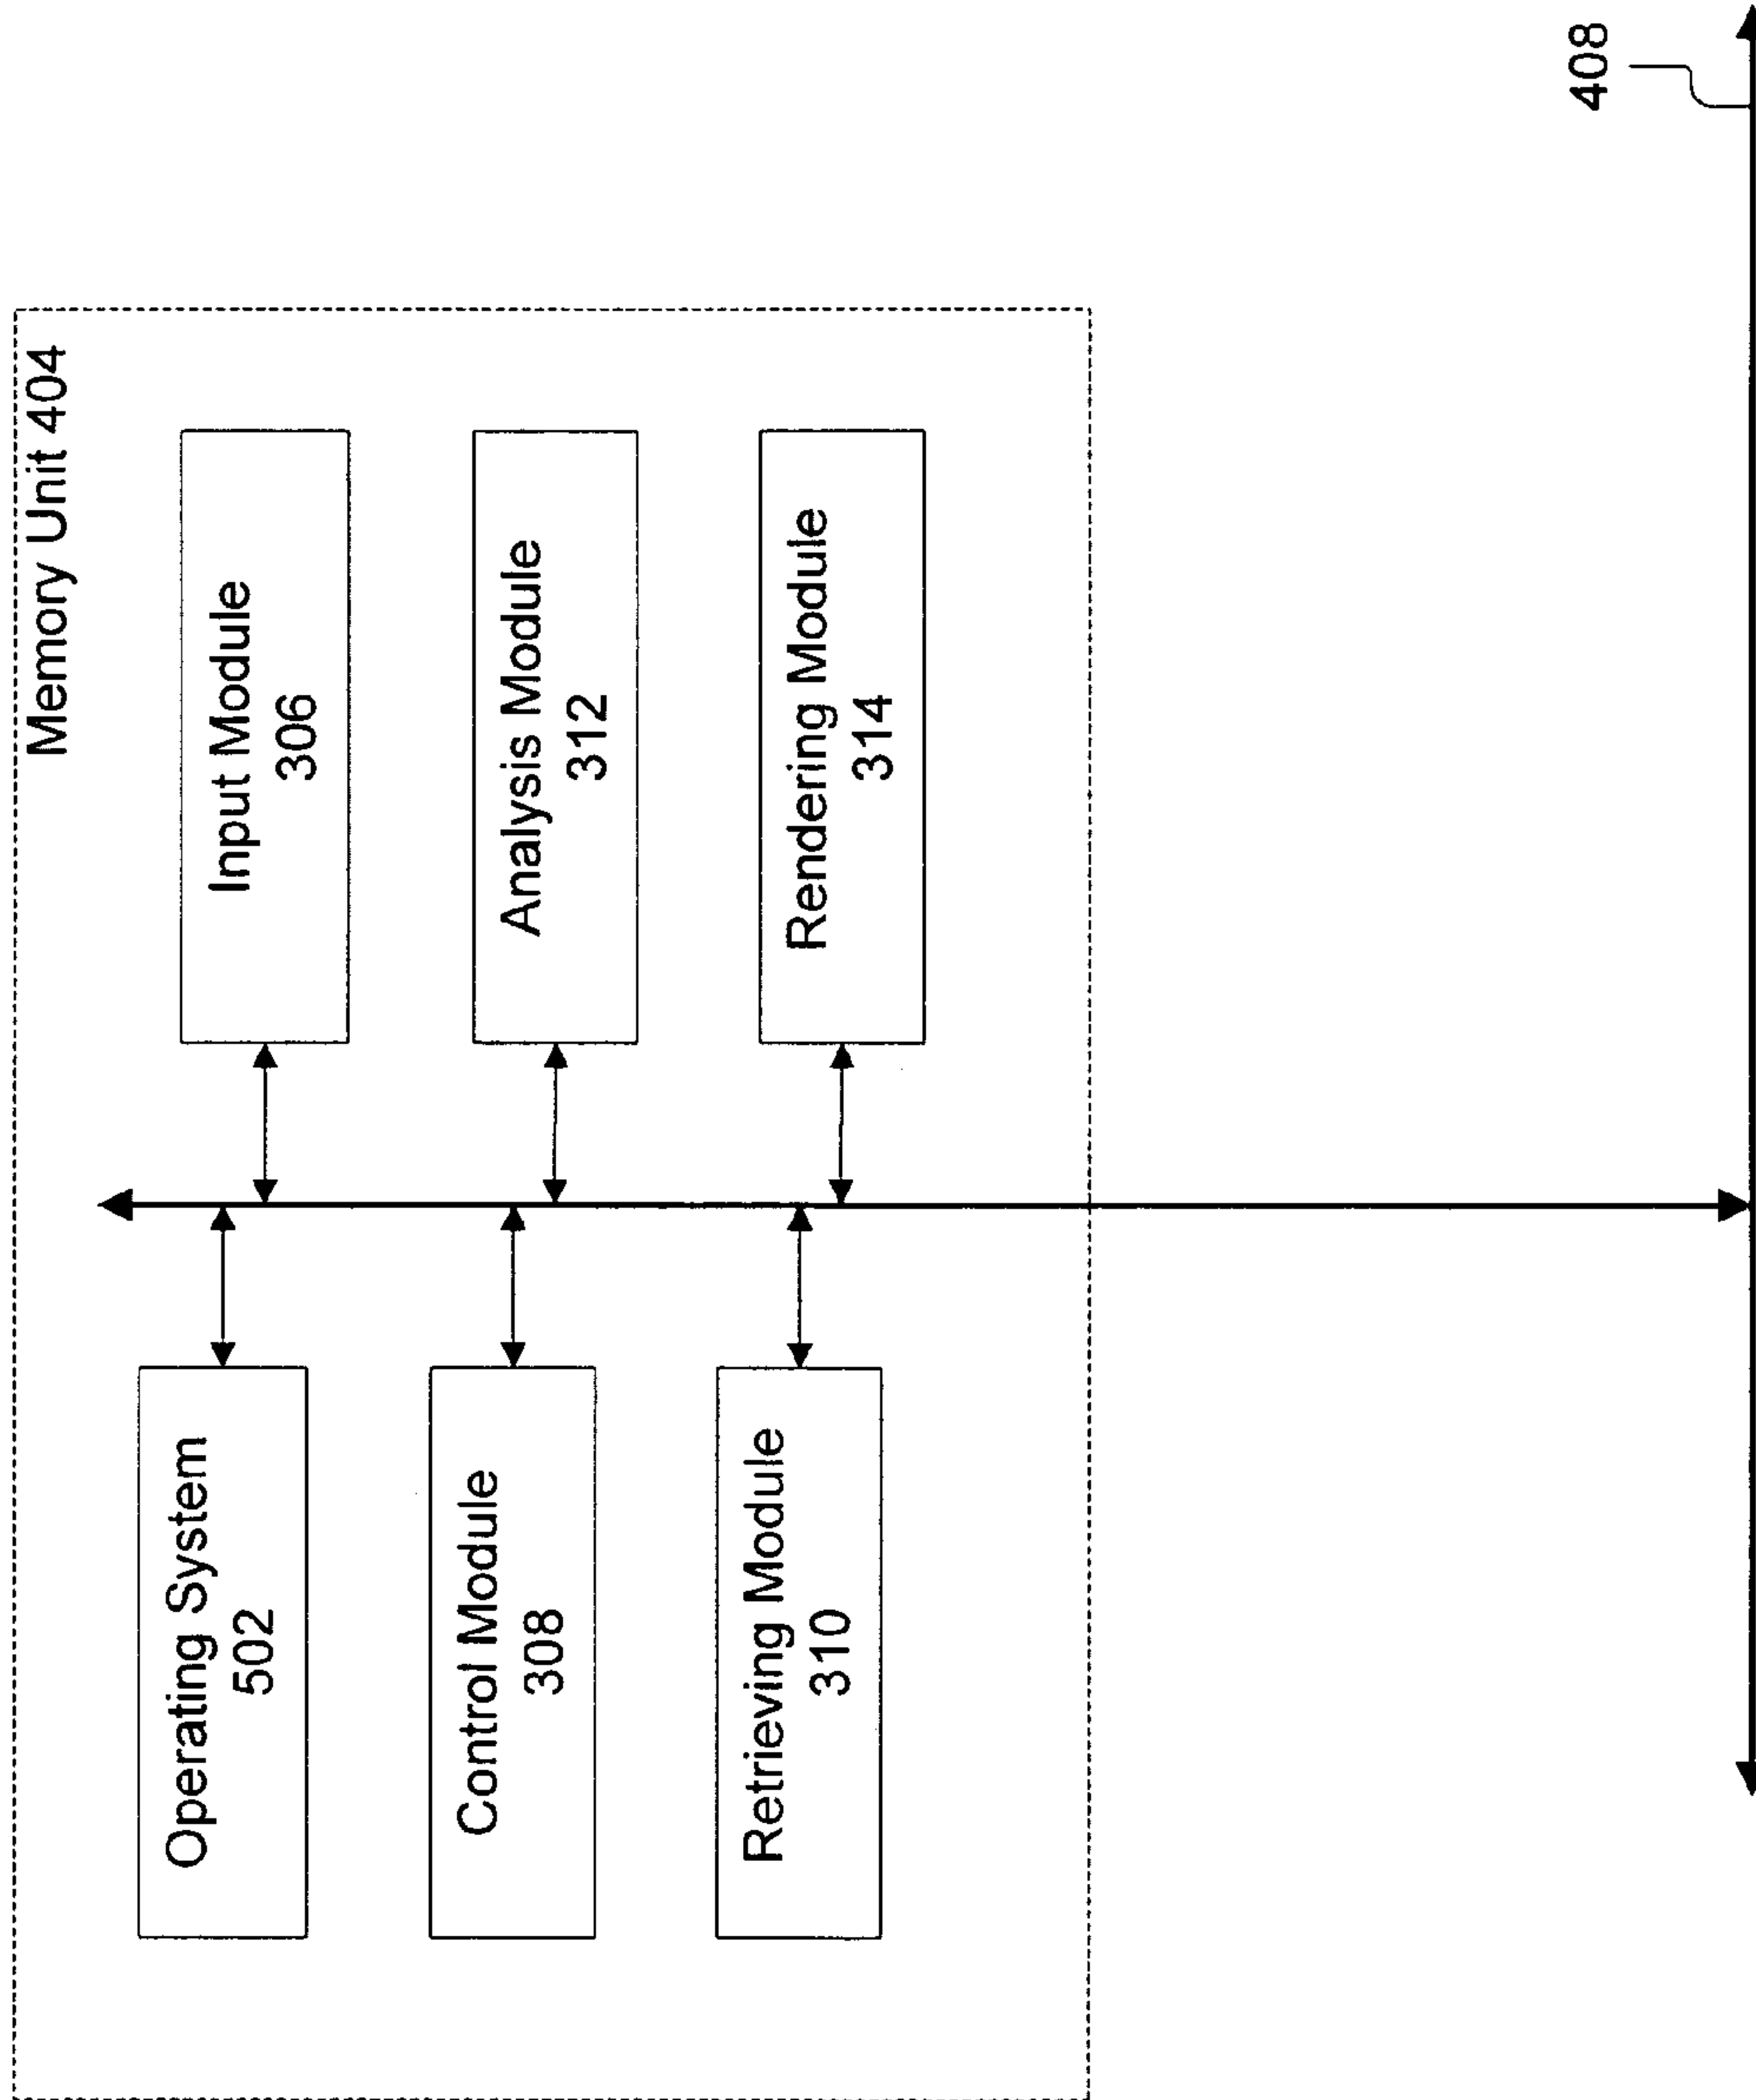 Memory Unit 404
Operating System
502
Input Module
306
Control Module
308
Analysis Module
312
Retrieving Module
310
Rendering Module
314
408